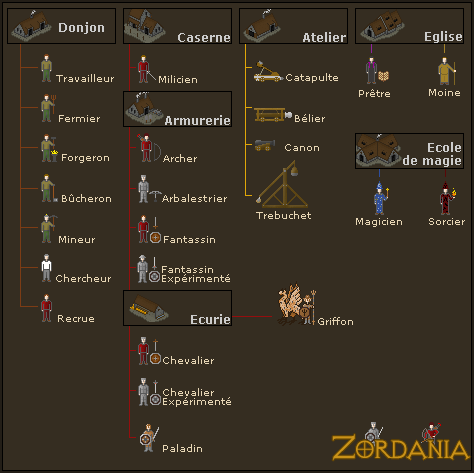 Donjon
Travailleur
Fermier
Forgeron
Bûcheron
Mineur
Chercheur
Recrue
Caserne
Milicien
Armurerie
Archer
Arbalestrier
Fantassin
Fantassin
Expérimenté
Ecurie
Chevalier
Chevalier
Expérimenté
Paladin
Griffon
Atelier
Catapulte
Bélier
Canon
Trebuchet
Eglise
Prêtre
Moine
Ecole
de magie
Magicien
Sorcier
ZORDANIA